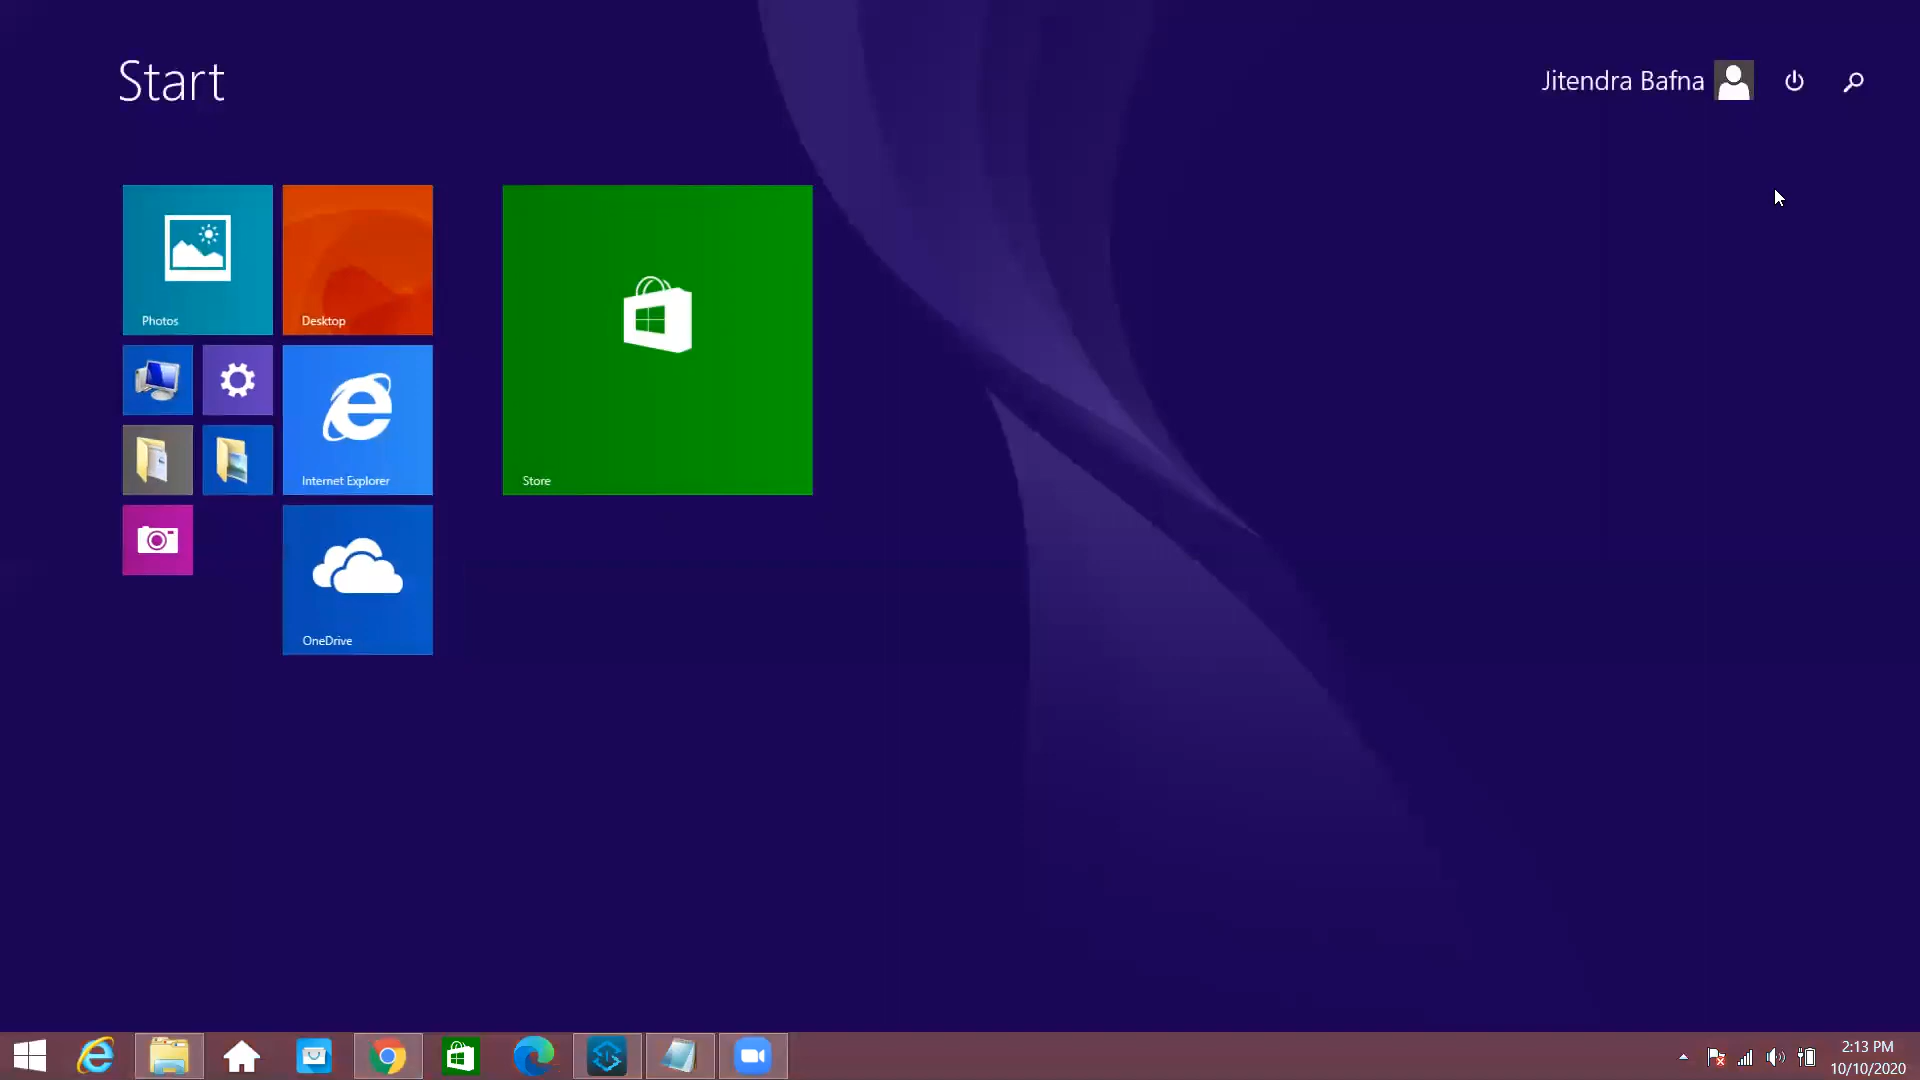 Start
Jitendra Bafna
Photos
Desktop
Internet Explorer
Store
OneDrive
2:13 PM
10/10/2020